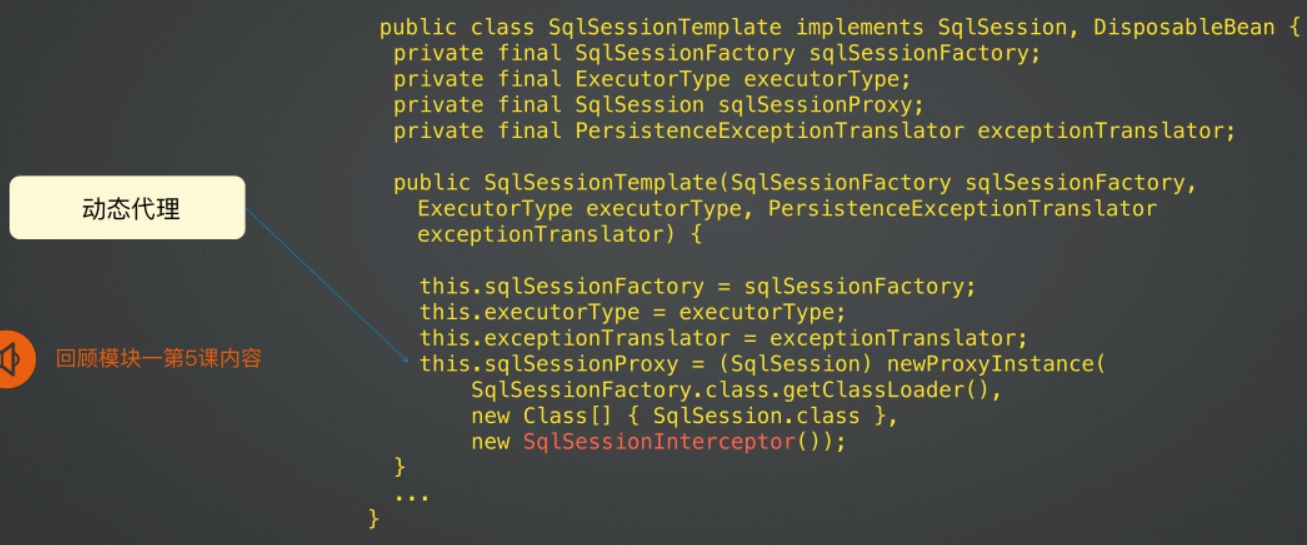 public class SqlSessionTemplate implements SqlSession, DisposableBean {
private final SqlSessionFactory sqlSessionFactory;
private final ExecutorType executorType;
private final SqlSession sqlSessionProxy;
private final PersistenceExceptionTranslator exceptionTranslator;
public SqlSessionTemplate(SqlSessionFactory sqlSessionFactory,
ExecutorType executorType, PersistenceExceptionTranslator
exceptionTranslator) {
this.sqlSessionFactory = sqlSessionFactory;
this.executorType = executorType;
this.exceptionTranslator = exceptionTranslator;
this.sqlSessionProxy = (SqlSession) newProxyInstance(
SqlSessionFactory.class.getClassLoader(),
new Class[] { SqlSession.class },
new SqlSessionInterceptor());
}
...
}
动态代理
回顾模块一第5课内容